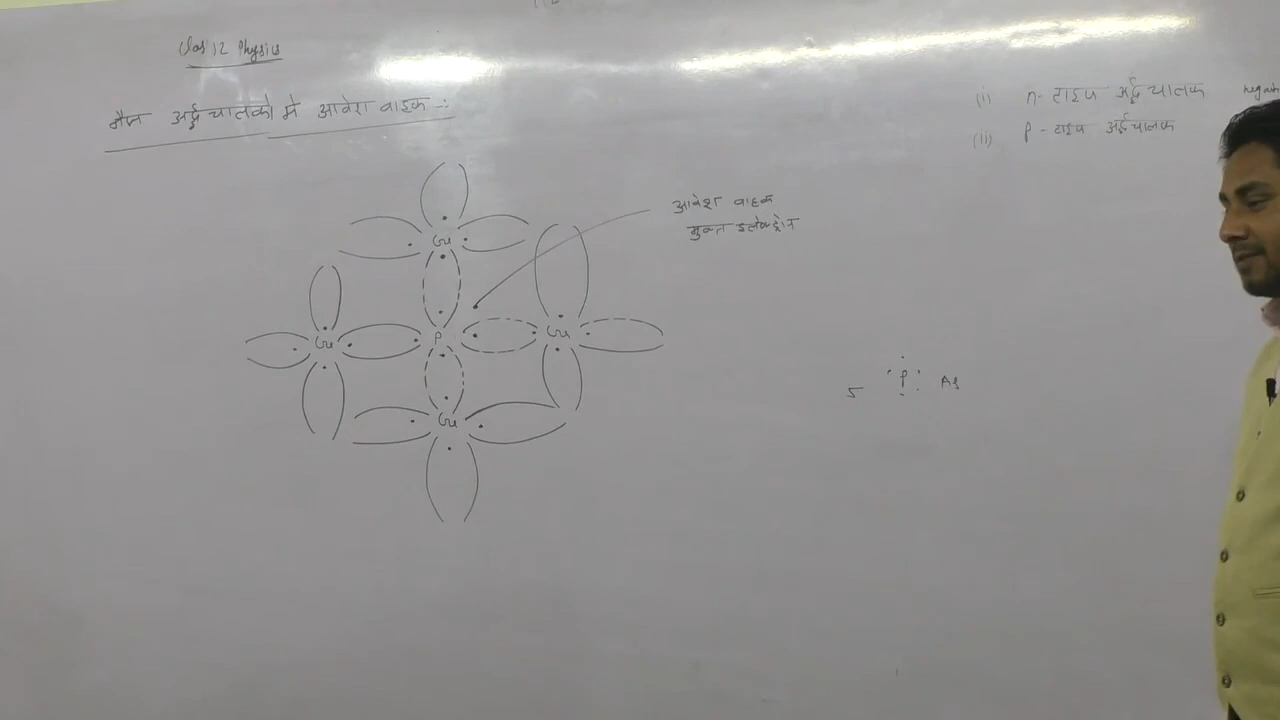 Class 12 Physics
नैज अर्द्धचालको मे आवेश वाहक -:
(i) n- टाइप अर्द्धचालक
(ii) p - टाइप अर्द्धचालक
आवेश वाहक
मुक्त इलेक्ट्रोन
Ge
Ge P Ge
Ge
5 P As